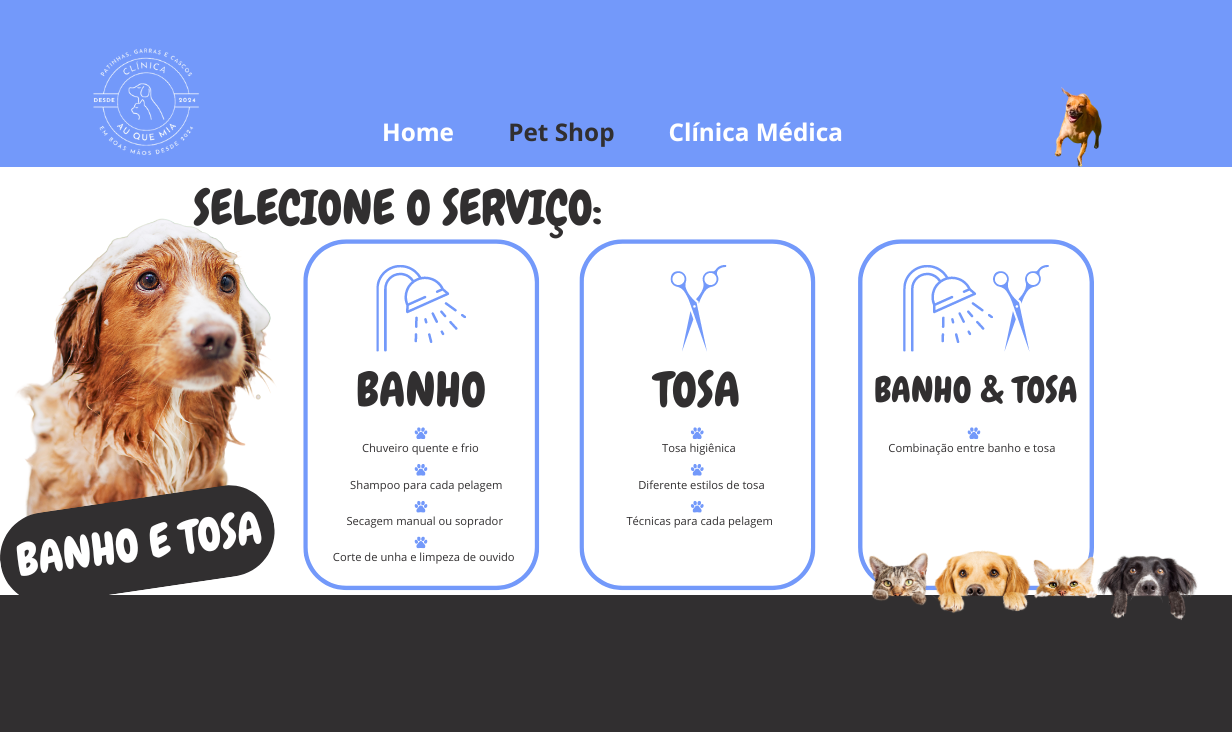 PATINHAS, GARRAS E CASCOS
CLÍNICA
DESDE 2024
AU QUE MIA
EM BOAS MÃOS DESDE 2024
Home Pet Shop Clínica Médica
SELECIONE O SERVIÇO:
BANHO
Chuveiro quente e frio
Shampoo para cada pelagem
Secagem manual ou soprador
Corte de unha e limpeza de ouvido
TOSA
Tosa higiênica
Diferente estilos de tosa
Técnicas para cada pelagem
BANHO & TOSA
Combinação entre banho e tosa
BANHO E TOSA